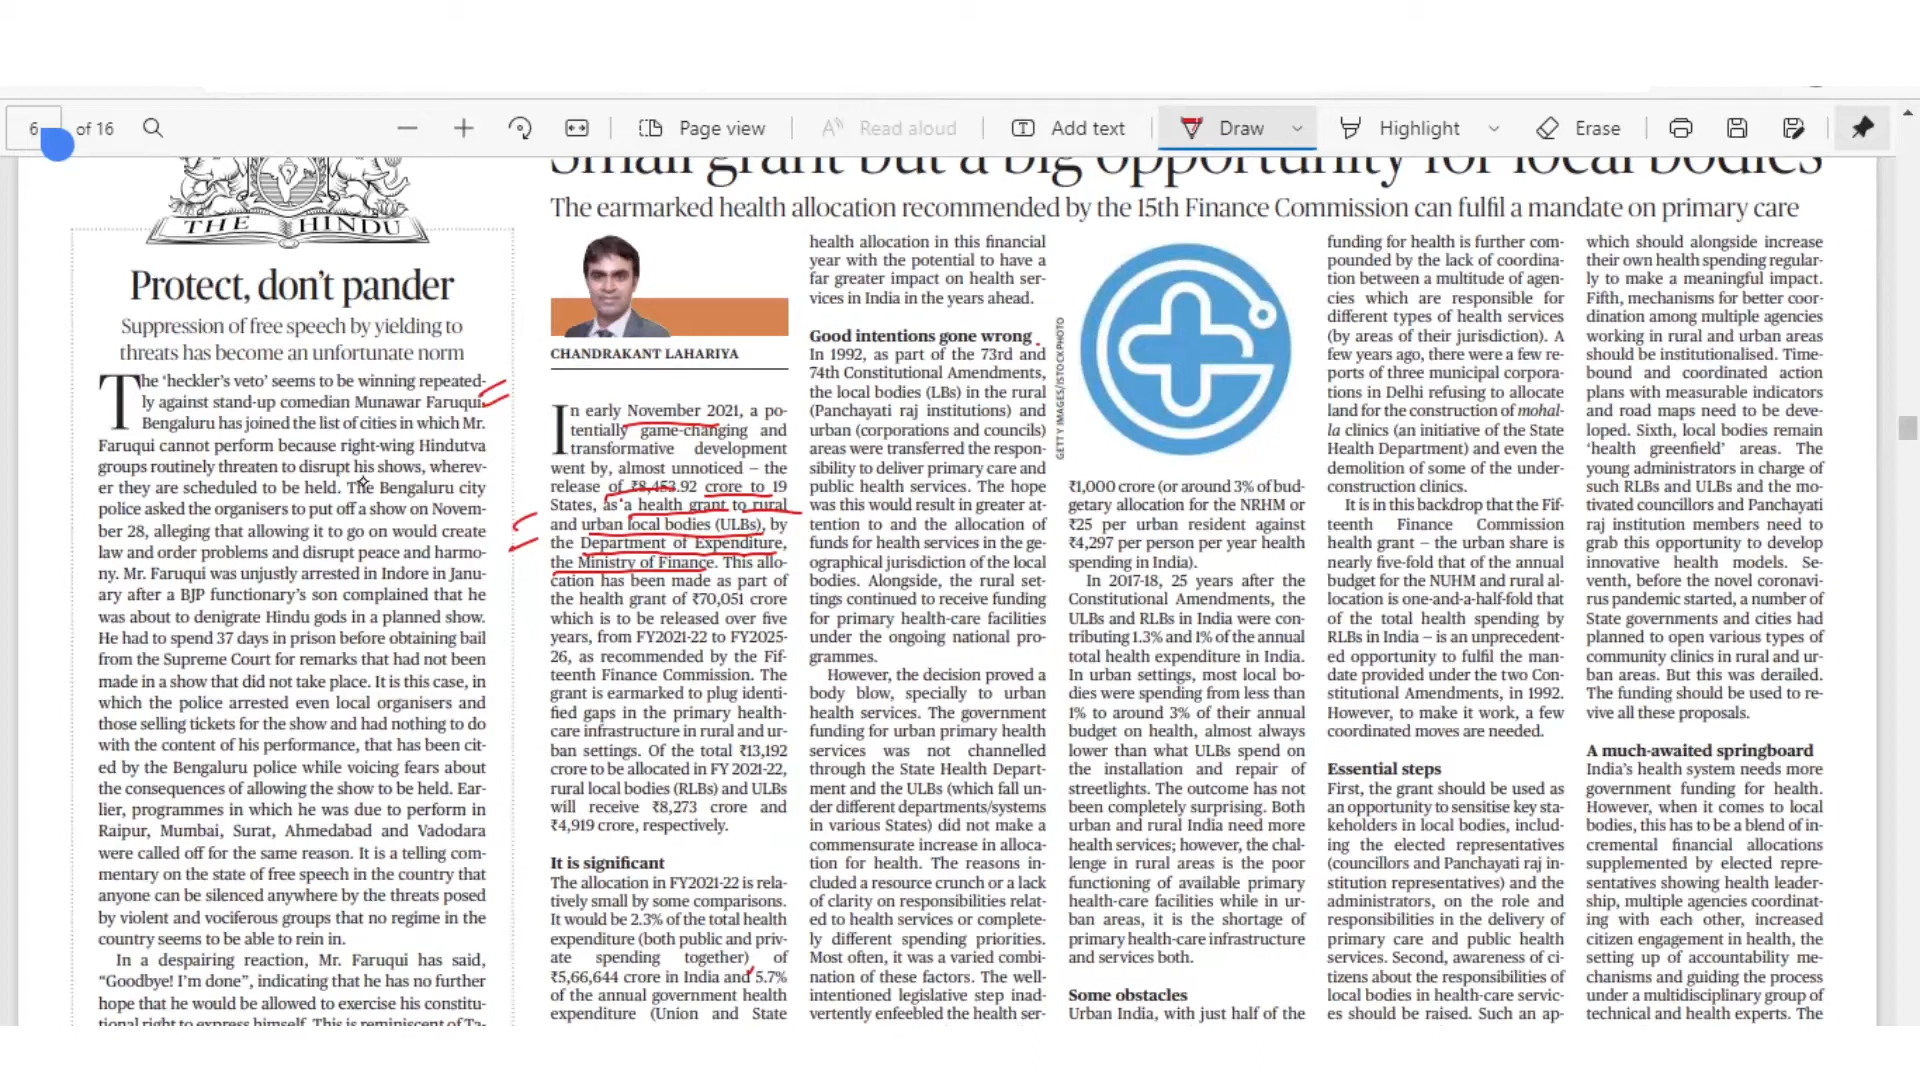 6 of 16
Page view
Read aloud
Add text
Draw
Highlight
Erase
THE HINDU
Protect, don't pander
Suppression of free speech by yielding to
threats has become an unfortunate norm
The 'heckler's veto' seems to be winning repeated-
ly against stand-up comedian Munawar Faruqui.
Bengaluru has joined the list of cities in which Mr.
Faruqui cannot perform because right-wing Hindutva
groups routinely threaten to disrupt his shows, wherev-
er they are scheduled to be held. The Bengaluru city
police asked the organisers to put off a show on Novem-
ber 28, alleging that allowing it to go on would create
law and order problems and disrupt peace and harmo-
ny. Mr. Faruqui was unjustly arrested in Indore in Janu-
ary after a BJP functionary's son complained that he
was about to denigrate Hindu gods in a planned show.
He had to spend 37 days in prison before obtaining bail
from the Supreme Court for remarks that had not been
made in a show that did not take place. It is this case, in
which the police arrested even local organisers and
those selling tickets for the show and had nothing to do
with the content of his performance, that has been cit-
ed by the Bengaluru police while voicing fears about
the consequences of allowing the show to be held. Ear-
lier, programmes in which he was due to perform in
Raipur, Mumbai, Surat, Ahmedabad and Vadodara
were called off for the same reason. It is a telling com-
mentary on the state of free speech in the country that
anyone can be silenced anywhere by the threats posed
by violent and vociferous groups that no regime in the
country seems to be able to rein in.
In a despairing reaction, Mr. Faruqui has said,
"Goodbye! I'm done", indicating that he has no further
hope that he would be allowed to exercise his constitu-
tional right to express himself. This is reminiscent of Ta-
Small grant but a big opportunity for local bodies
The earmarked health allocation recommended by the 15th Finance Commission can fulfil a mandate on primary care
CHANDRAKANT LAHARIYA
In early November 2021, a po-
tentially game-changing and
transformative development
went by, almost unnoticed – the
release of ₹8,453.92 crore to 19
States, as a health grant to rural
and urban local bodies (ULBs), by
the Department of Expenditure,
the Ministry of Finance. This allo-
cation has been made as part of
the health grant of ₹70,051 crore
which is to be released over five
years, from FY2021-22 to FY2025-
26, as recommended by the Fif-
teenth Finance Commission. The
grant is earmarked to plug identi-
fied gaps in the primary health-
care infrastructure in rural and ur-
ban settings. Of the total ₹13,192
crore to be allocated in FY 2021-22,
rural local bodies (RLBs) and ULBs
will receive ₹8,273 crore and
₹4,919 crore, respectively.
It is significant
The allocation in FY2021-22 is rela-
tively small by some comparisons.
It would be 2.3% of the total health
expenditure (both public and priv-
ate spending together) of
₹5,66,644 crore in India and 5.7%
of the annual government health
expenditure (Union and State
health allocation in this financial
year with the potential to have a
far greater impact on health ser-
vices in India in the years ahead.
Good intentions gone wrong
In 1992, as part of the 73rd and
74th Constitutional Amendments,
the local bodies (LBs) in the rural
(Panchayati raj institutions) and
urban (corporations and councils)
areas were transferred the respon-
sibility to deliver primary care and
public health services. The hope
was this would result in greater at-
tention to and the allocation of
funds for health services in the ge-
ographical jurisdiction of the local
bodies. Alongside, the rural set-
tings continued to receive funding
for primary health-care facilities
under the ongoing national pro-
grammes.
However, the decision proved a
body blow, specially to urban
health services. The government
funding for urban primary health
services was not channelled
through the State Health Depart-
ment and the ULBs (which fall un-
der different departments/systems
in various States) did not make a
commensurate increase in alloca-
tion for health. The reasons in-
cluded a resource crunch or a lack
of clarity on responsibilities relat-
ed to health services or complete-
ly different spending priorities.
Most often, it was a varied combi-
nation of these factors. The well-
intentioned legislative step inad-
vertently enfeebled the health ser-
GETTY IMAGES/ISTOCKPHOTO
₹1,000 crore (or around 3% of bud-
getary allocation for the NRHM or
₹25 per urban resident against
₹4,297 per person per year health
spending in India).
In 2017-18, 25 years after the
Constitutional Amendments, the
ULBs and RLBs in India were con-
tributing 1.3% and 1% of the annual
total health expenditure in India.
In urban settings, most local bo-
dies were spending from less than
1% to around 3% of their annual
budget on health, almost always
lower than what ULBs spend on
the installation and repair of
streetlights. The outcome has not
been completely surprising. Both
urban and rural India need more
health services; however, the chal-
lenge in rural areas is the poor
functioning of available primary
health-care facilities while in ur-
ban areas, it is the shortage of
primary health-care infrastructure
and services both.
Some obstacles
Urban India, with just half of the
funding for health is further com-
pounded by the lack of coordina-
tion between a multitude of agen-
cies which are responsible for
different types of health services
(by areas of their jurisdiction). A
few years ago, there were a few re-
ports of three municipal corpora-
tions in Delhi refusing to allocate
land for the construction of mohal-
la clinics (an initiative of the State
Health Department) and even the
demolition of some of the under-
construction clinics.
It is in this backdrop that the Fif-
teenth Finance Commission
health grant – the urban share is
nearly five-fold that of the annual
budget for the NUHM and rural al-
location is one-and-a-half-fold that
of the total health spending by
RLBs in India – is an unprecedent-
ed opportunity to fulfil the man-
date provided under the two Con-
stitutional Amendments, in 1992.
However, to make it work, a few
coordinated moves are needed.
Essential steps
First, the grant should be used as
an opportunity to sensitise key sta-
keholders in local bodies, includ-
ing the elected representatives
(councillors and Panchayati raj in-
stitution representatives) and the
administrators, on the role and
responsibilities in the delivery of
primary care and public health
services. Second, awareness of ci-
tizens about the responsibilities of
local bodies in health-care servic-
es should be raised. Such an ap-
which should alongside increase
their own health spending regular-
ly to make a meaningful impact.
Fifth, mechanisms for better coor-
dination among multiple agencies
working in rural and urban areas
should be institutionalised. Time-
bound and coordinated action
plans with measurable indicators
and road maps need to be deve-
loped. Sixth, local bodies remain
'health greenfield' areas. The
young administrators in charge of
such RLBs and ULBs and the mo-
tivated councillors and Panchayati
raj institution members need to
grab this opportunity to develop
innovative health models. Se-
venth, before the novel coronavi-
rus pandemic started, a number of
State governments and cities had
planned to open various types of
community clinics in rural and ur-
ban areas. But this was derailed.
The funding should be used to re-
vive all these proposals.
A much-awaited springboard
India's health system needs more
government funding for health.
However, when it comes to local
bodies, this has to be a blend of in-
cremental financial allocations
supplemented by elected repre-
sentatives showing health leader-
ship, multiple agencies coordinat-
ing with each other, increased
citizen engagement in health, the
setting up of accountability me-
chanisms and guiding the process
under a multidisciplinary group of
technical and health experts. The